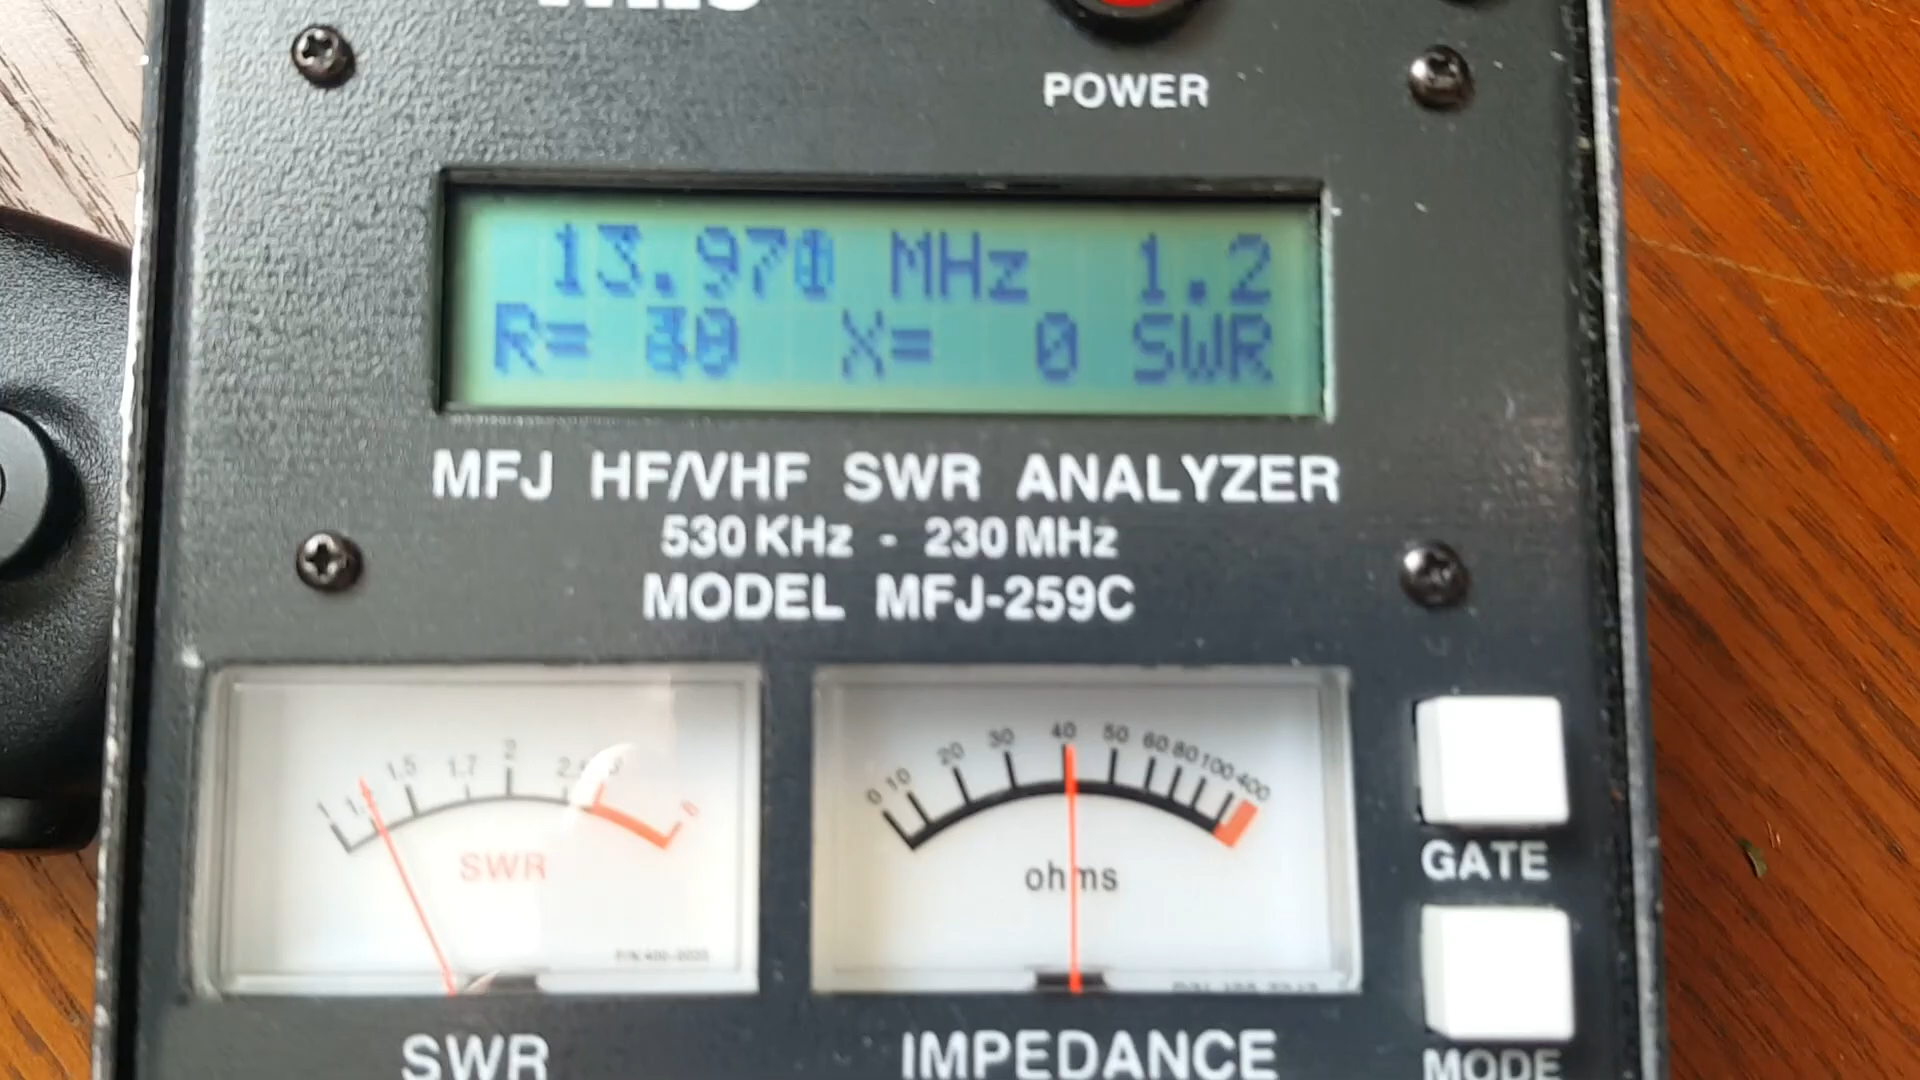 POWER
13.970 MHz 1.2
R= 40 X= 0 SWR
MFJ HF/VHF SWR ANALYZER
530 KHz - 230 MHz
MODEL MFJ-259C
1 1.5 1.7 2
SWR
0 10 20 30 40 50 60 80 100 400
ohms
GATE
SWR
IMPEDANCE
MODE